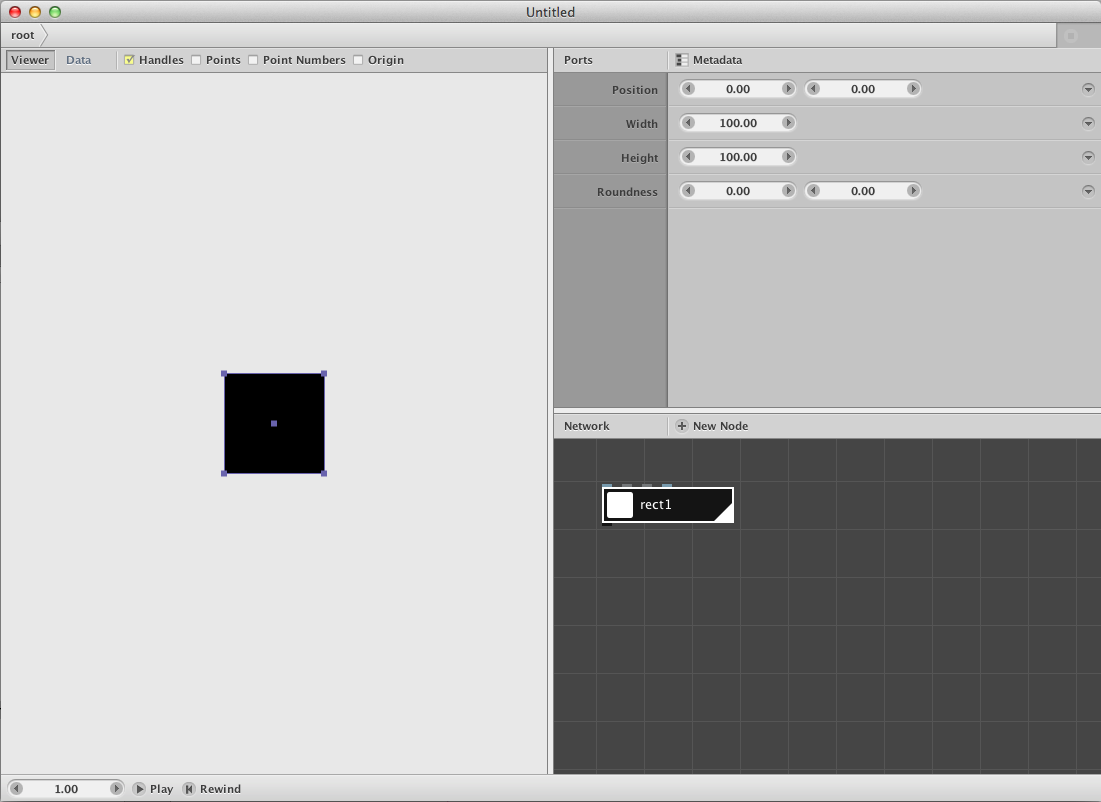 Untitled
root
Viewer Data Handles Points Point Numbers Origin
Ports Metadata
Position 0.00 0.00
Width 100.00
Height 100.00
Roundness 0.00 0.00
Network New Node
rect1
1.00 Play Rewind